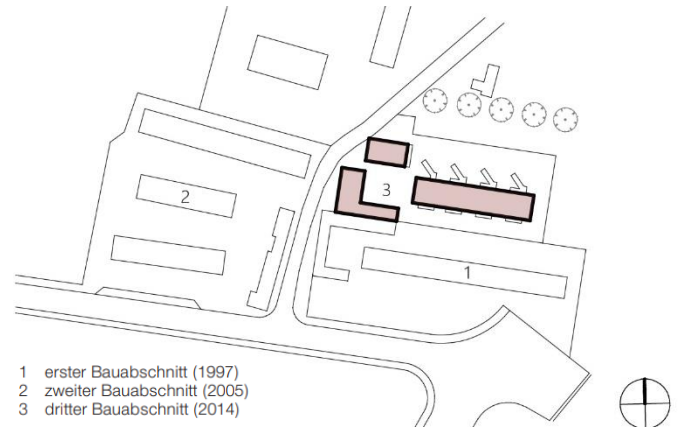 3
2
1
1 erster Bauabschnitt (1997)
2 zweiter Bauabschnitt (2005)
3 dritter Bauabschnitt (2014)